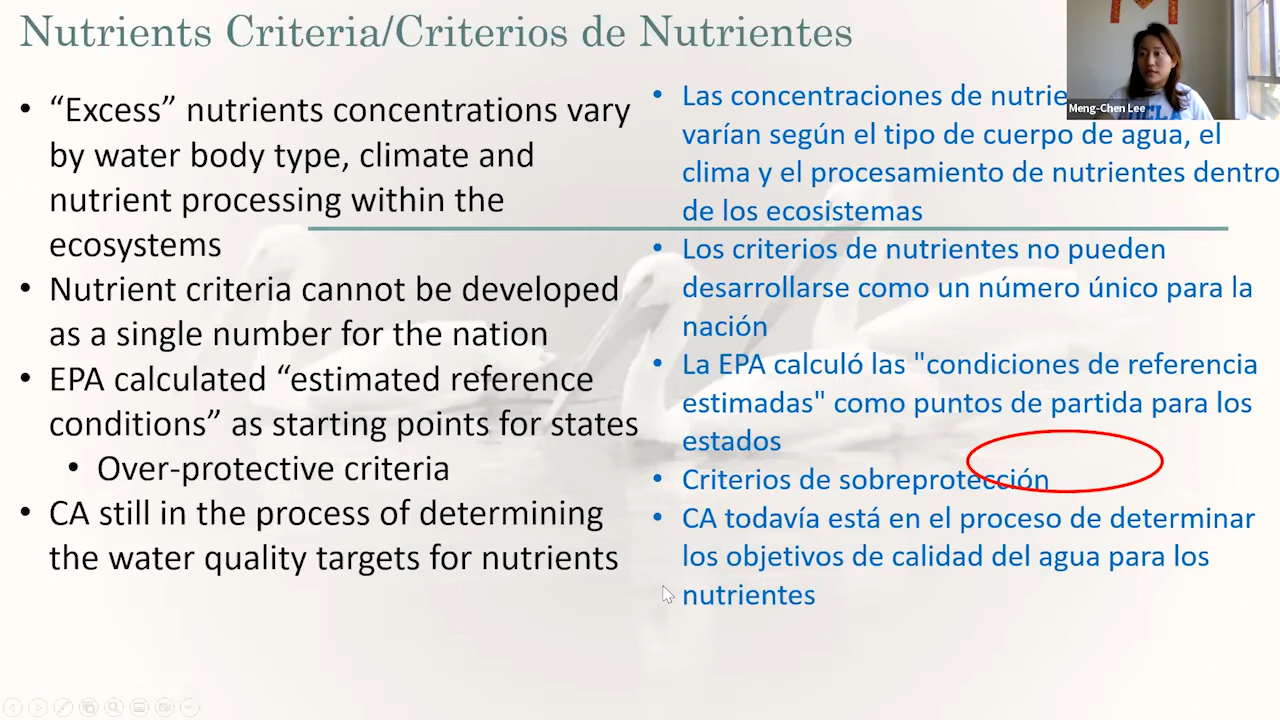 Nutrients Criteria/Criterios de Nutrientes
• “Excess” nutrients concentrations vary
by water body type, climate and
nutrient processing within the
ecosystems
• Nutrient criteria cannot be developed
as a single number for the nation
• EPA calculated “estimated reference
conditions” as starting points for states
• Over-protective criteria
• CA still in the process of determining
the water quality targets for nutrients
• Las concentraciones de nutrie
varían según el tipo de cuerpo de agua, el
clima y el procesamiento de nutrientes dentro
de los ecosistemas
• Los criterios de nutrientes no pueden
desarrollarse como un número único para la
nación
• La EPA calculó las "condiciones de referencia
estimadas" como puntos de partida para los
estados
• Criterios de sobreprotección
• CA todavía está en el proceso de determinar
los objetivos de calidad del agua para los
nutrientes
Meng-Chen Lee